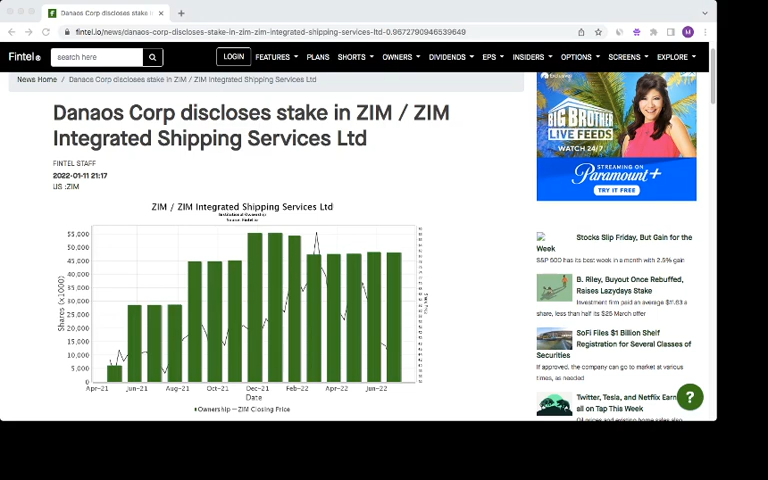 Danaos Corp discloses stake in
fintel.io/news/danaos-corp-discloses-stake-in-zim-zim-integrated-shipping-services-ltd-0.9672790946539649
M
Fintel
search here
LOGIN
FEATURES
PLANS
SHORTS
OWNERS
DIVIDENDS
EPS
INSIDERS
OPTIONS
SCREENS
EXPLORE
News Home / Danaos Corp discloses stake in ZIM / ZIM Integrated Shipping Services Ltd
Danaos Corp discloses stake in ZIM / ZIM
Integrated Shipping Services Ltd
FINTEL STAFF
2022-01-11 21:17
US :ZIM
ZIM / ZIM Integrated Shipping Services Ltd
Institutional Ownership
Source: fintel.io
Shares (x1000)
55,000
50,000
45,000
40,000
35,000
30,000
25,000
20,000
15,000
10,000
5,000
0
Apr-21 Jun-21 Aug-21 Oct-21 Dec-21 Feb-22 Apr-22 Jun-22
Date
Ownership ZIM Closing Price
BIG BROTHER
LIVE FEEDS
WATCH 24/7
STREAMING ON
Paramount+
TRY IT FREE
Stocks Slip Friday, But Gain for the
Week
S&P 500 has its best week in a month with 2.5% gain
B. Riley, Buyout Once Rebuffed,
Raises Lazydays Stake
Investment firm paid an average $11.83 a
share, less than half its $25 March offer
SoFi Files $1 Billion Shelf
Registration for Several Classes of
Securities
If approved, the company can go to market at various
times, as needed
Twitter, Tesla, and Netflix
all on Tap This Week
?